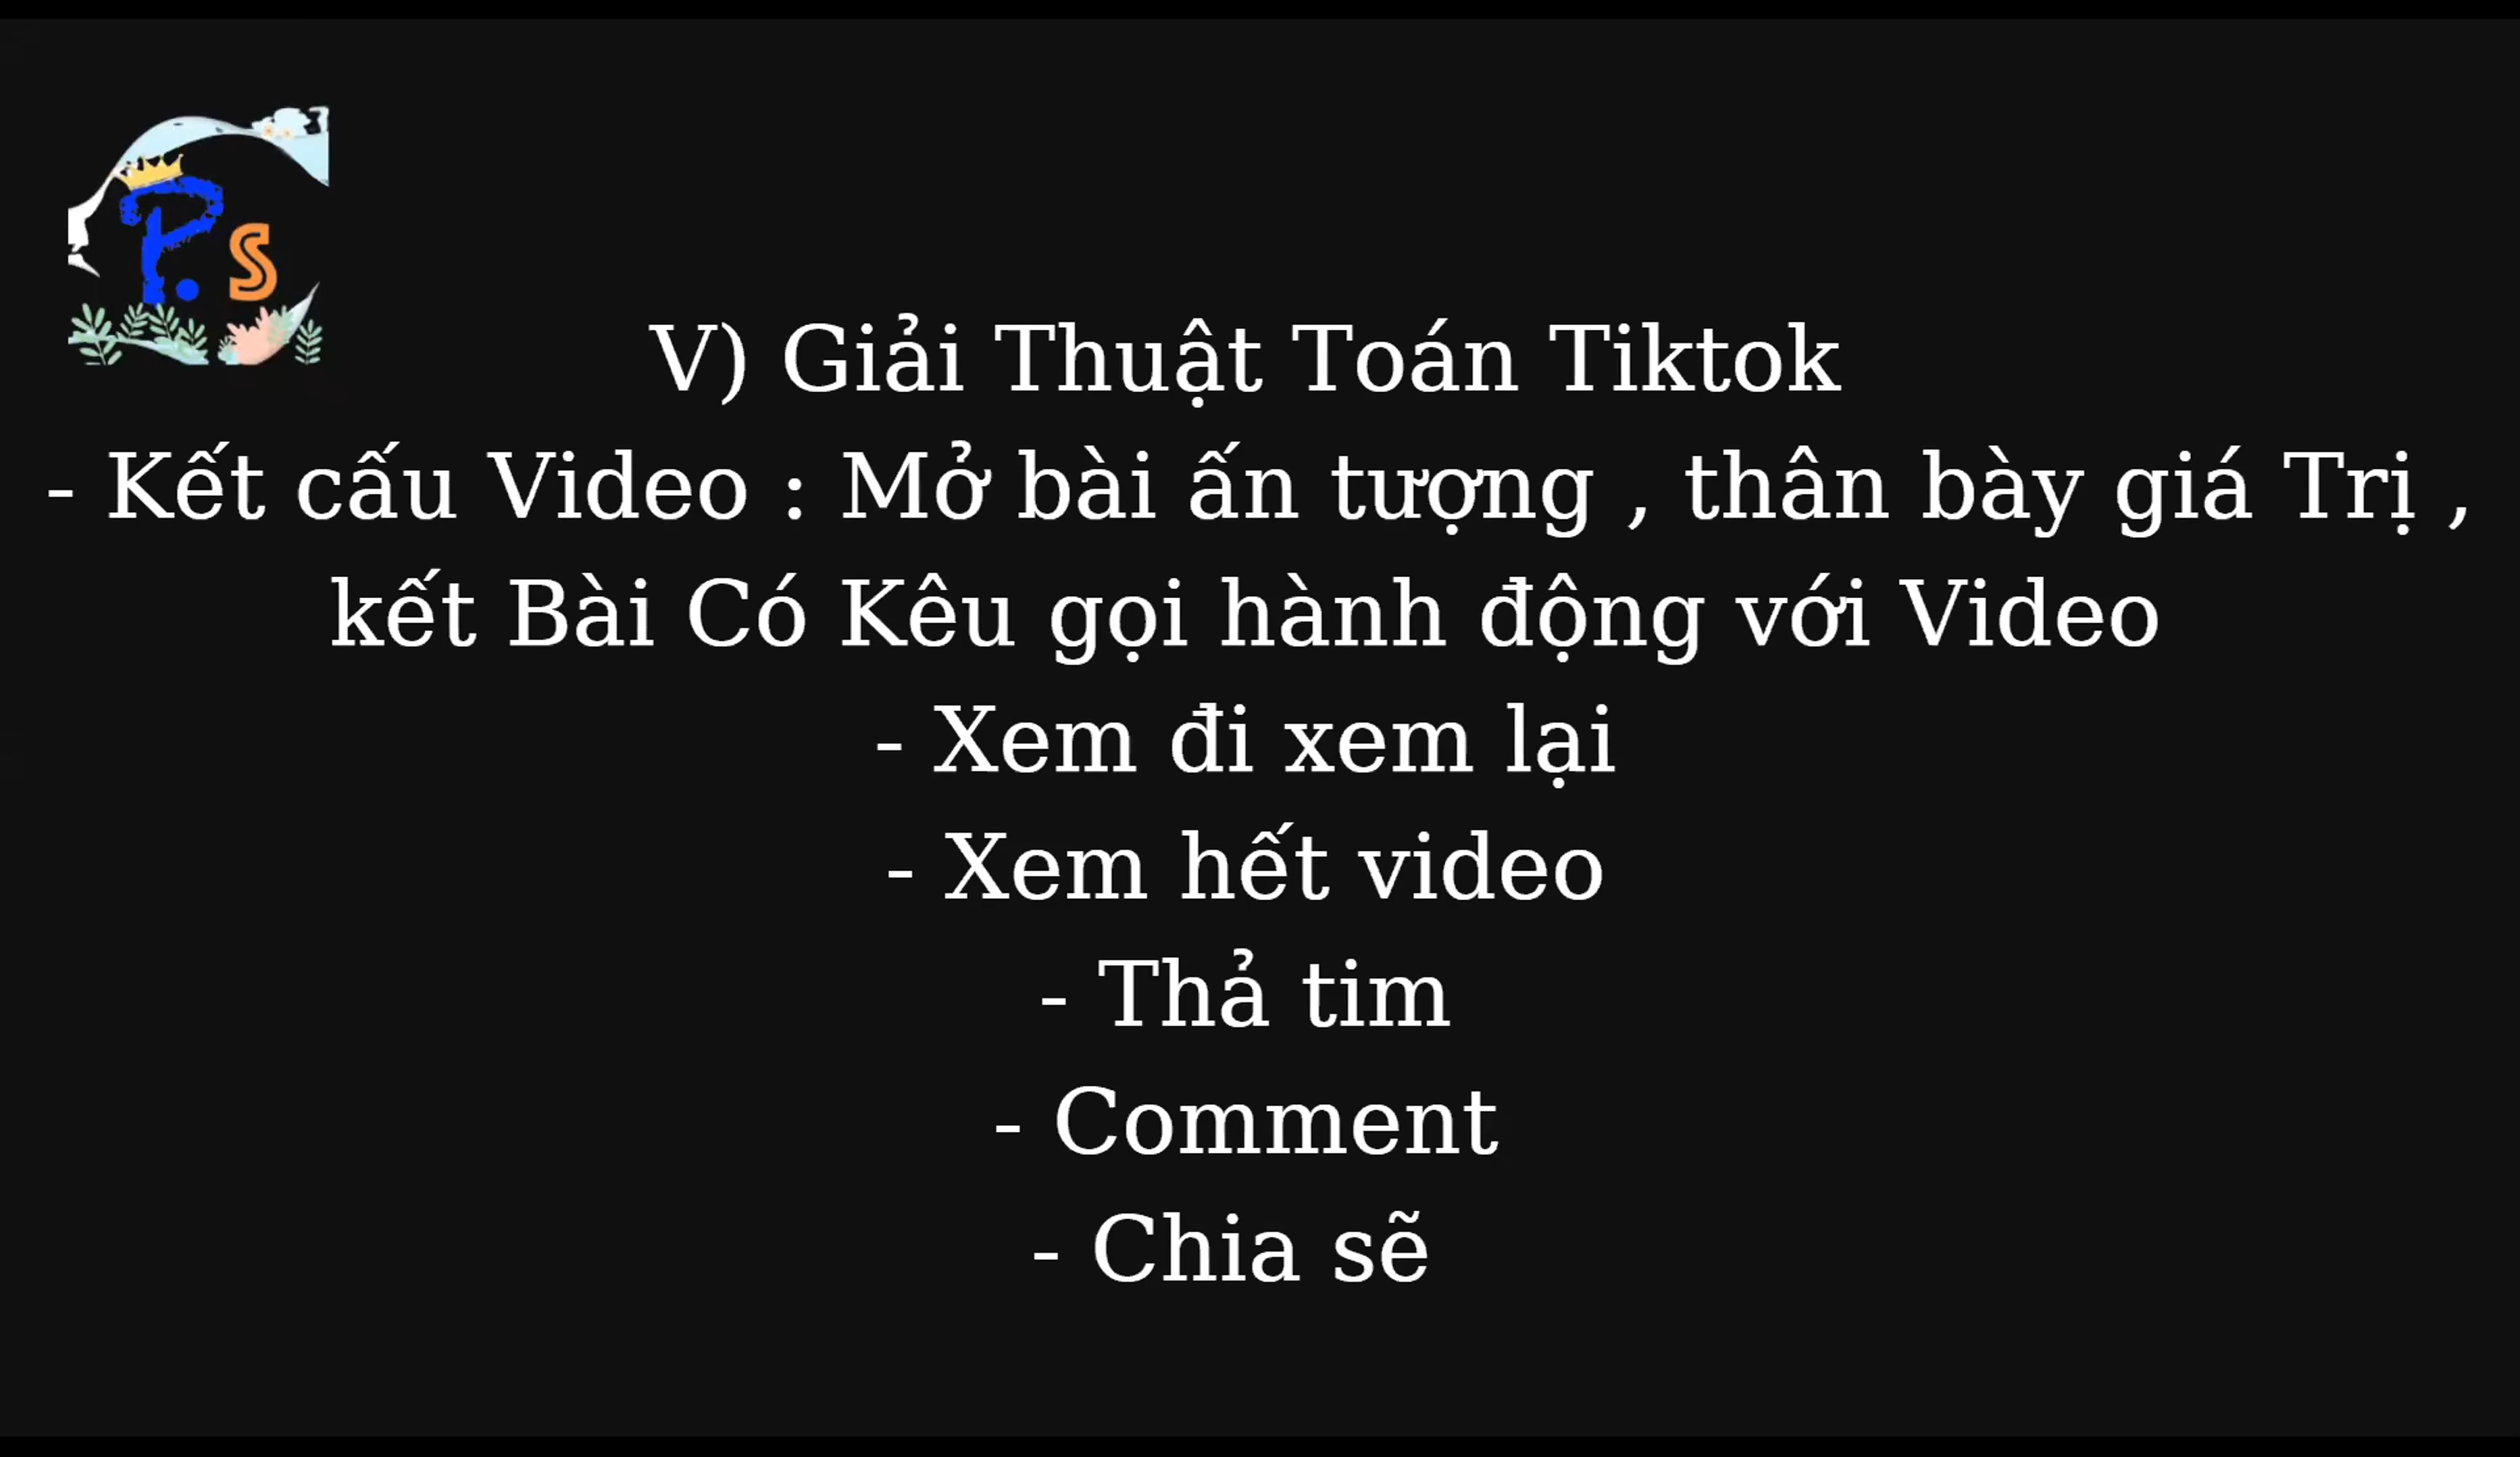 P.s
V) Giải Thuật Toán Tiktok
- Kết cấu Video : Mở bài ấn tượng , thân bày giá Trị ,
kết Bài Có Kêu gọi hành động với Video
- Xem đi xem lại
- Xem hết video
- Thả tim
- Comment
- Chia sẽ